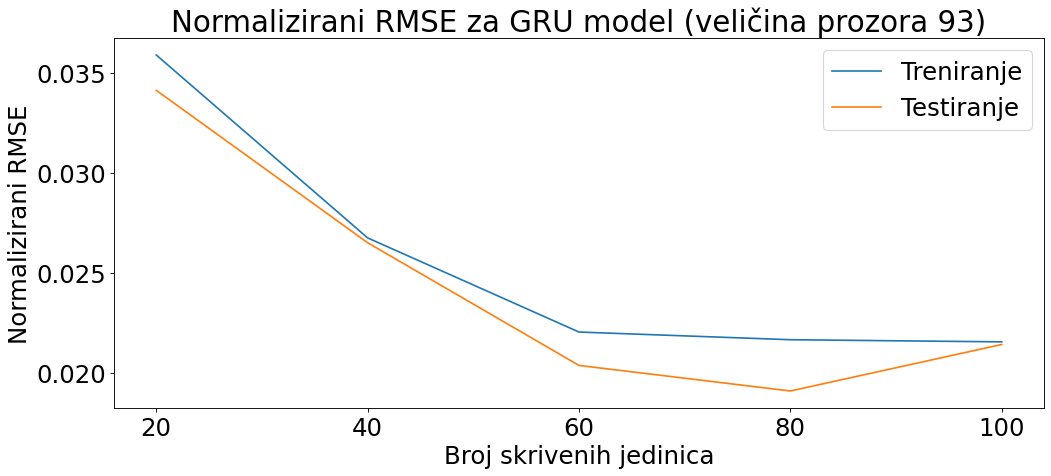 Normalizirani RMSE za GRU model (veličina prozora 93)
Treniranje
Testiranje
Normalizirani RMSE
0.035
0.030
0.025
0.020
20 40 60 80 100
Broj skrivenih jedinica